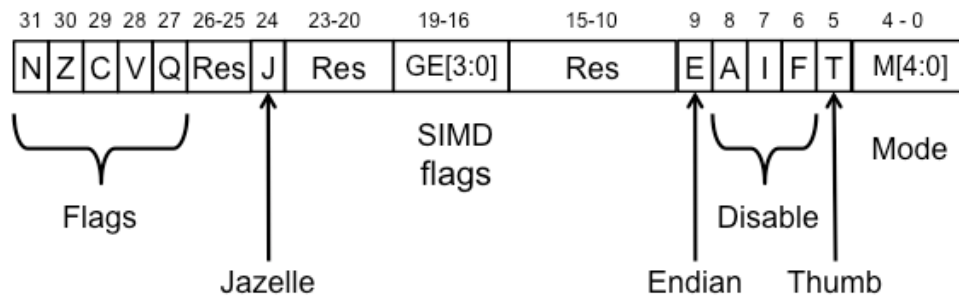 31 30 29 28 27 26-25 24 23-20 19-16 15-10 9 8 7 6 5 4 - 0
N Z C V Q Res J Res GE[3:0] Res E A I F T M[4:0]
SIMD
flags
Mode
Flags
Disable
Jazelle
Endian
Thumb